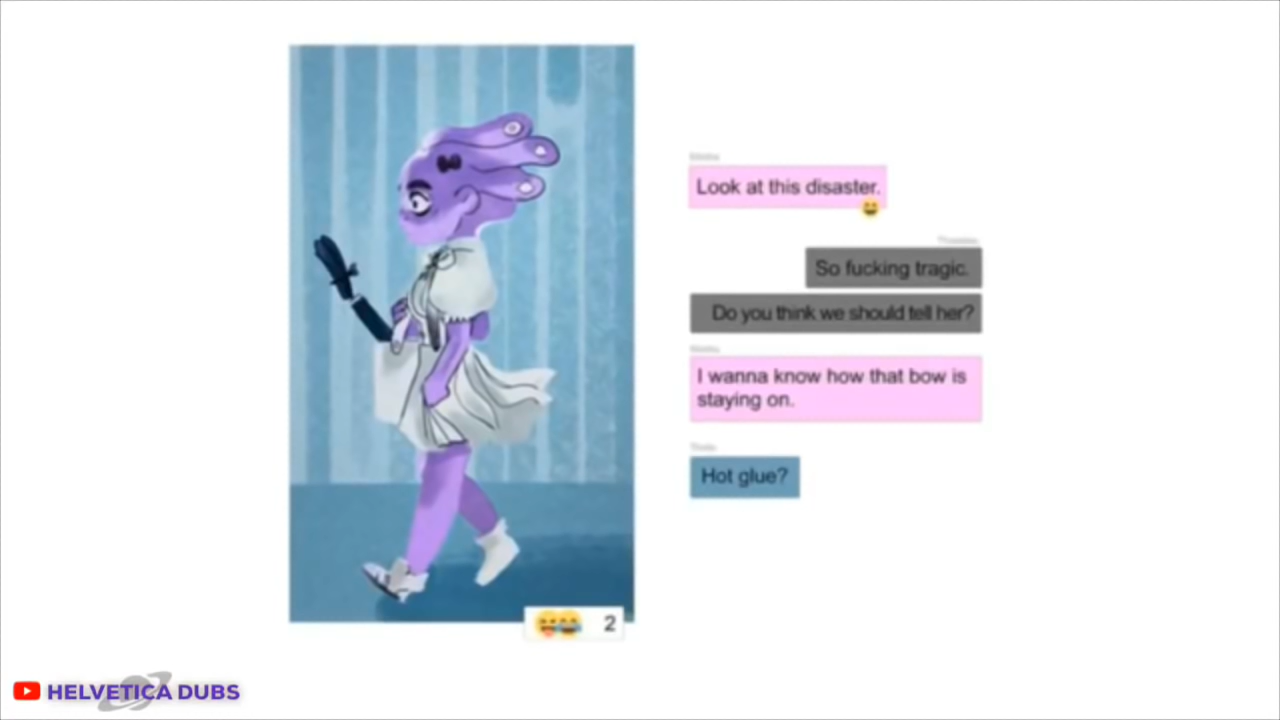 Look at this disaster.
So fucking tragic.
Do you think we should tell her?
I wanna know how that bow is
staying on.
Hot glue?
2
HELVETICA DUBS